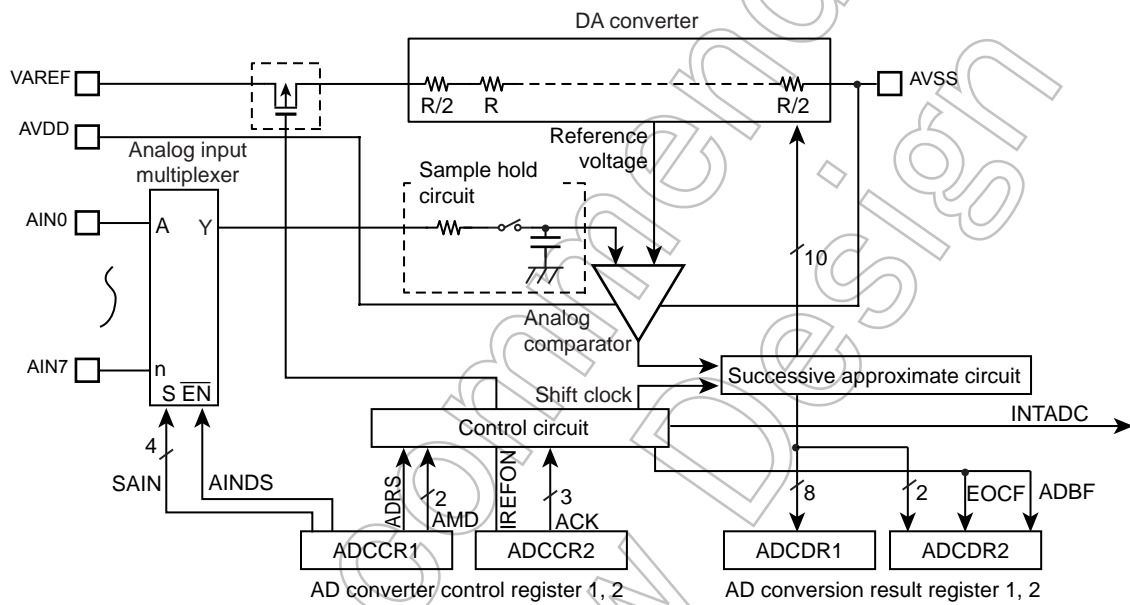 DA converter
VAREF
AVSS
R/2
R
R/2
AVDD
Reference
voltage
Analog input
multiplexer
Sample hold
circuit
AIN0
A
Y
10
Analog
comparator
AIN7
n
S
EN
Successive approximate circuit
Shift clock
INTADC
Control circuit
4
SAIN
AINDS
ADRS
2
AMD
IREFON
3
ACK
8
2
EOCF
ADBF
ADCCR1
ADCCR2
ADCDR1
ADCDR2
AD converter control register 1, 2
AD conversion result register 1, 2